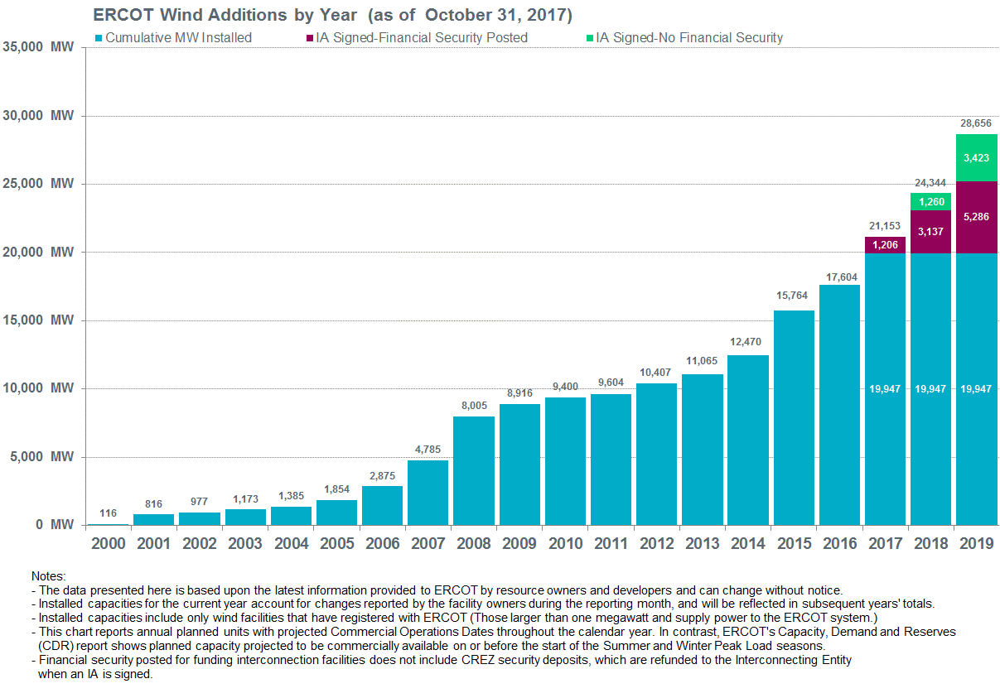 ERCOT Wind Additions by Year (as of October 31, 2017)
Cumulative MW Installed IA Signed-Financial Security Posted IA Signed-No Financial Security
35,000 MW
30,000 MW
25,000 MW
20,000 MW
15,000 MW
10,000 MW
5,000 MW
0 MW
116
816
977
1,173
1,385
1,854
2,875
4,785
8,005
8,916
9,400
9,604
10,407
11,065
12,470
15,764
17,604
21,153
1,206
19,947
24,344
1,260
3,137
19,947
28,656
3,423
5,286
19,947
2000 2001 2002 2003 2004 2005 2006 2007 2008 2009 2010 2011 2012 2013 2014 2015 2016 2017 2018 2019
Notes:
- The data presented here is based upon the latest information provided to ERCOT by resource owners and developers and can change without notice.
- Installed capacities for the current year account for changes reported by the facility owners during the reporting month, and will be reflected in subsequent years' totals.
- Installed capacities include only wind facilities that have registered with ERCOT (Those larger than one megawatt and supply power to the ERCOT system.)
- This chart reports annual planned units with projected Commercial Operations Dates throughout the calendar year. In contrast, ERCOT's Capacity, Demand and Reserves
(CDR) report shows planned capacity projected to be commercially available on or before the start of the Summer and Winter Peak Load seasons.
- Financial security posted for funding interconnection facilities does not include CREZ security deposits, which are refunded to the Interconnecting Entity
when an IA is signed.